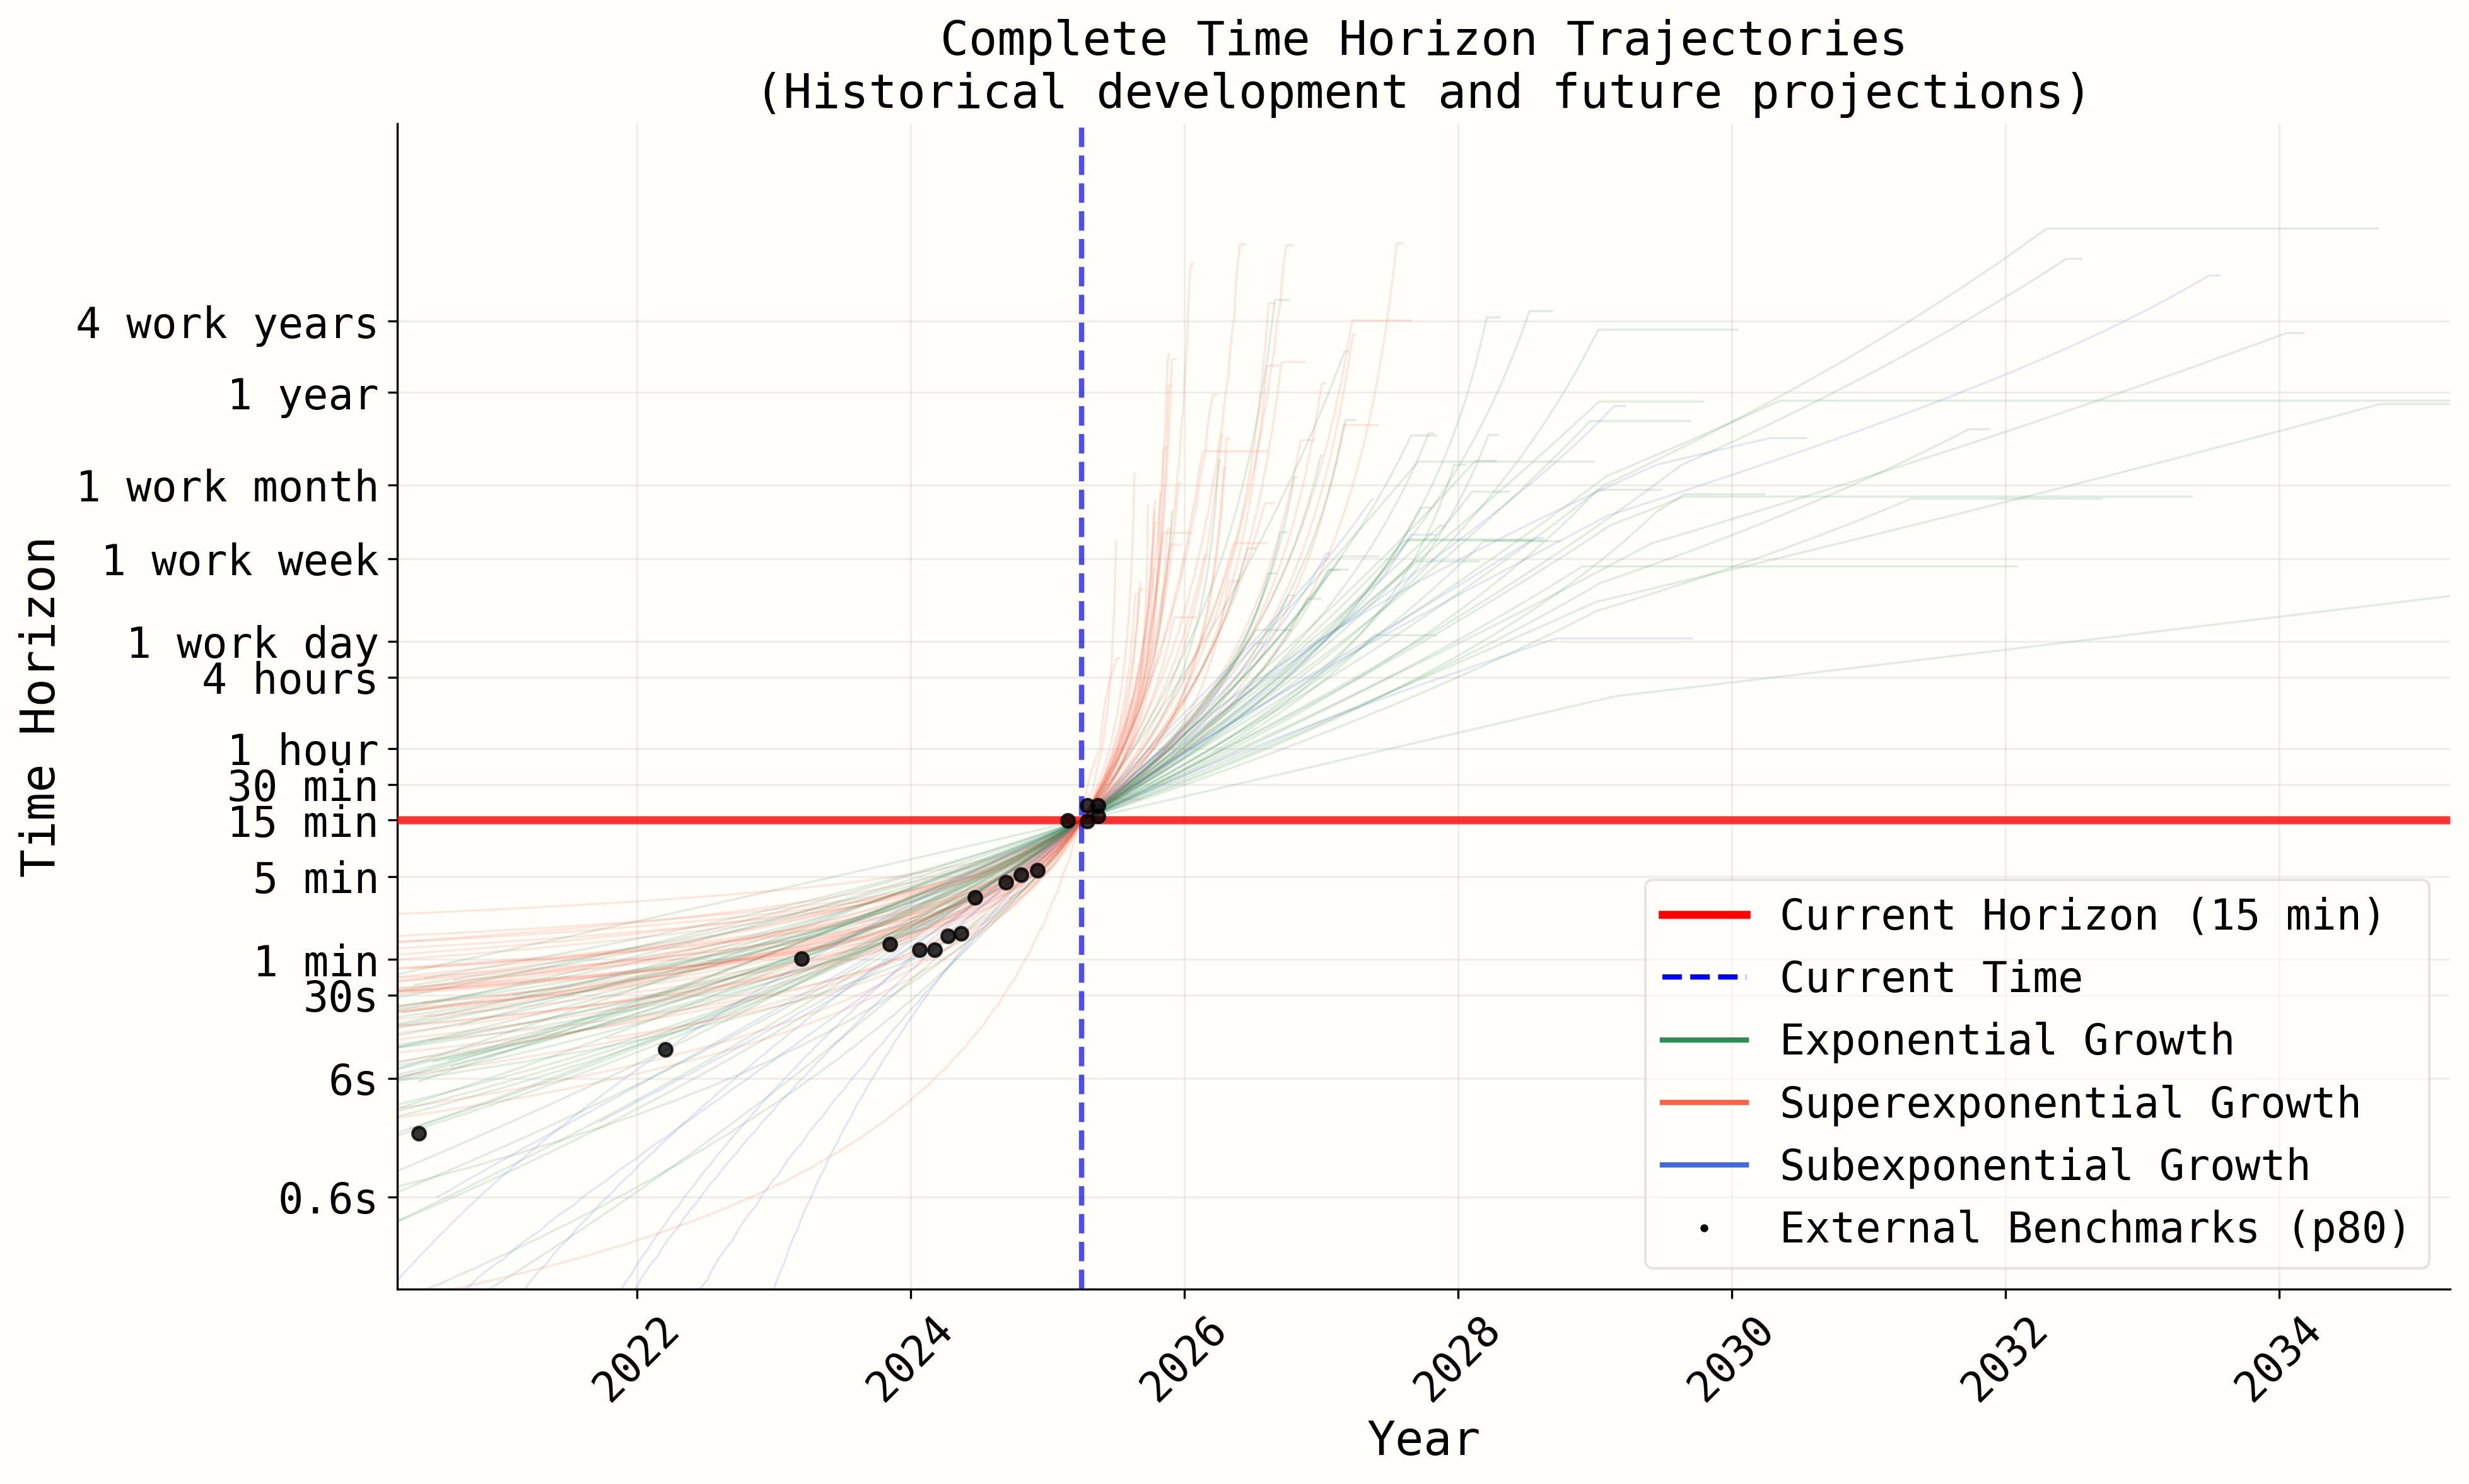 Complete Time Horizon Trajectories
(Historical development and future projections)
Time Horizon
4 work years
1 year
1 work month
1 work week
1 work day
4 hours
1 hour
30 min
15 min
5 min
1 min
30s
6s
0.6s
Current Horizon (15 min)
Current Time
Exponential Growth
Superexponential Growth
Subexponential Growth
External Benchmarks (p80)
2022
2024
2026
2028
2030
2032
2034
Year